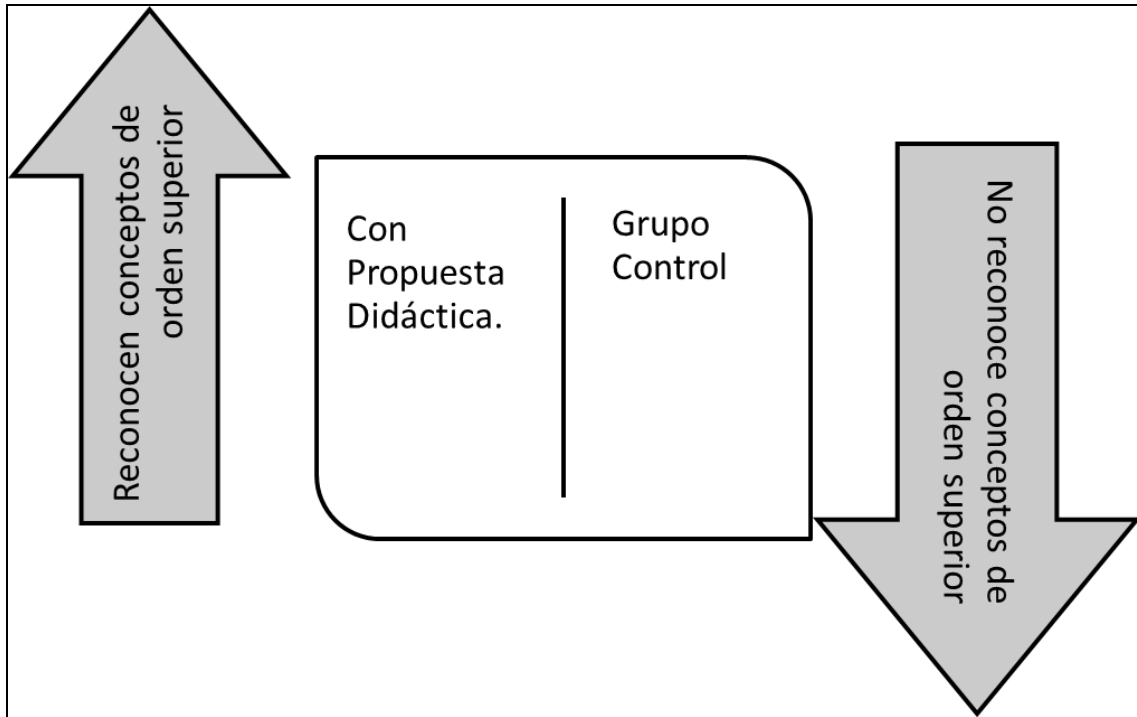 Reconocen conceptos de
orden superior
Con
Propuesta
Didáctica.
Grupo
Control
No reconoce conceptos de
orden superior